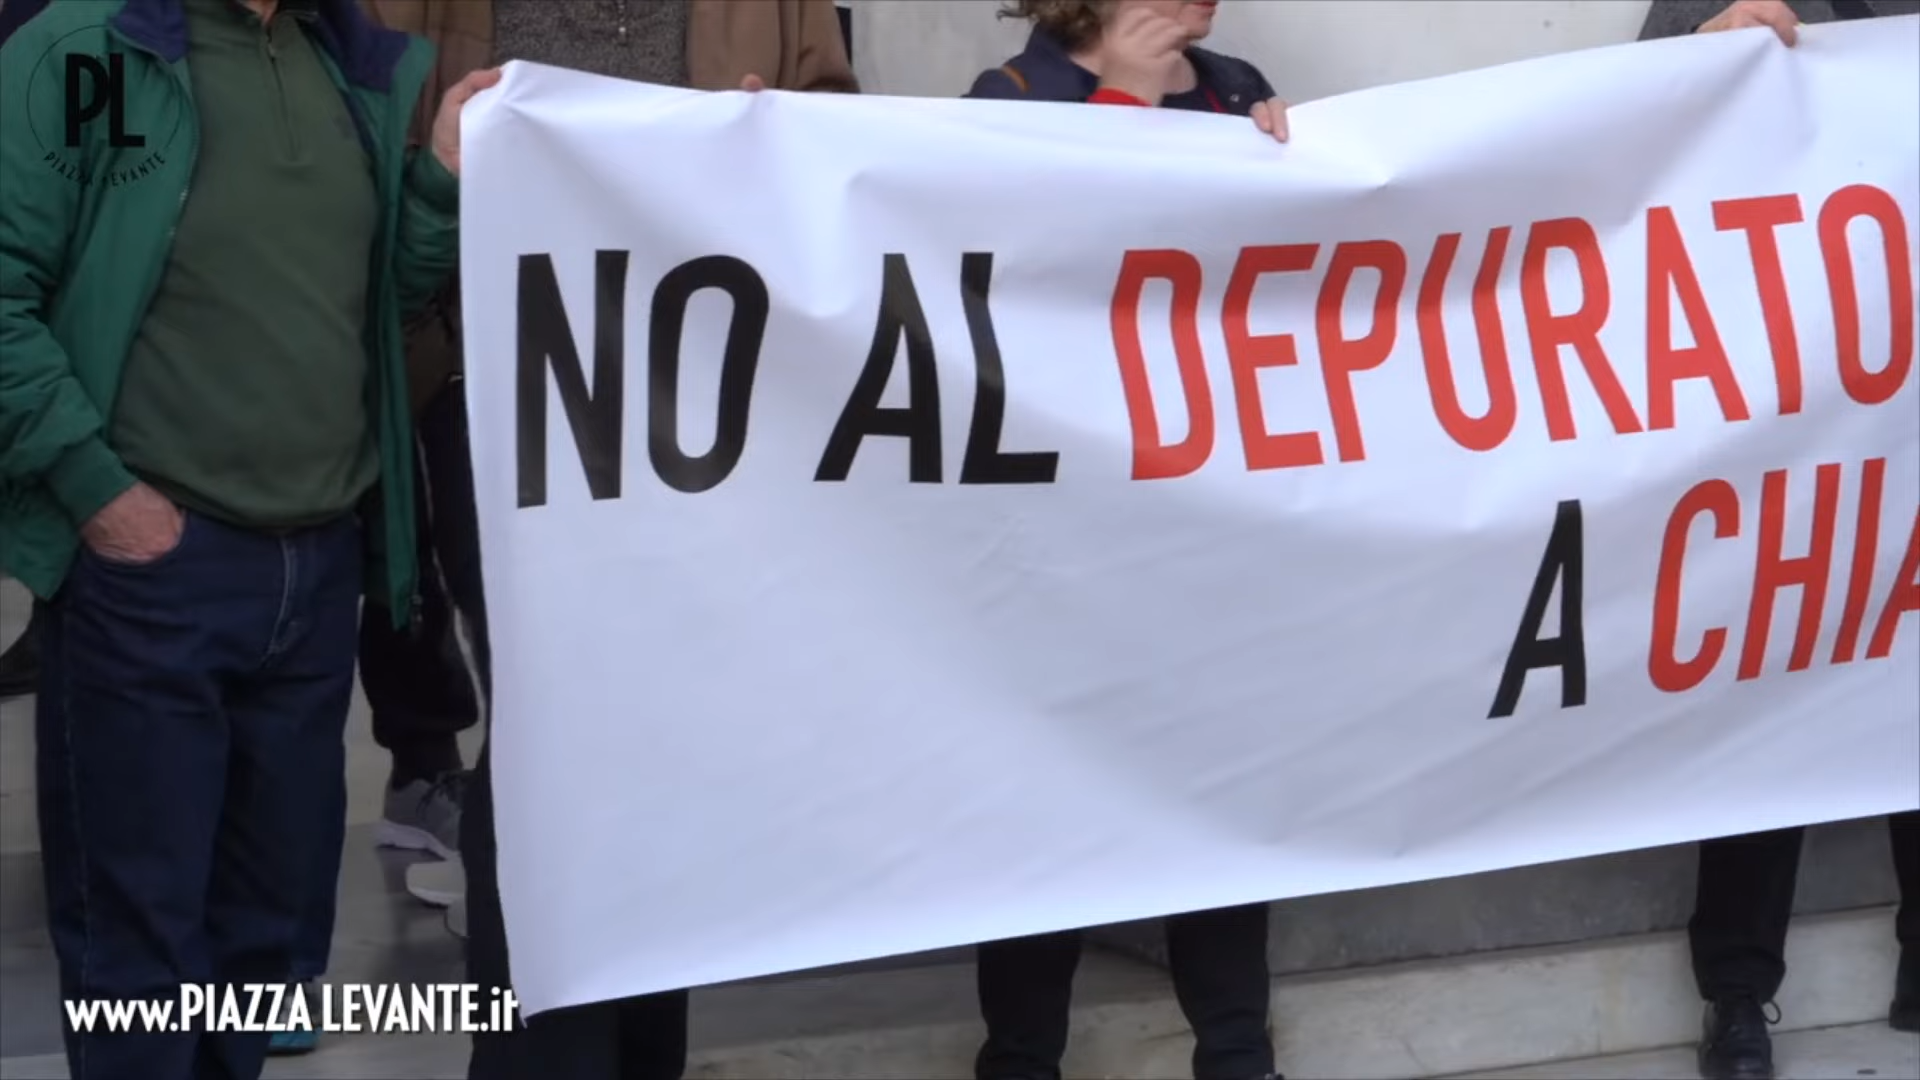 PL
PIAZZA LEVANTE
NO AL DEPURATO
A CHIA
www.PIAZZA LEVANTE.it